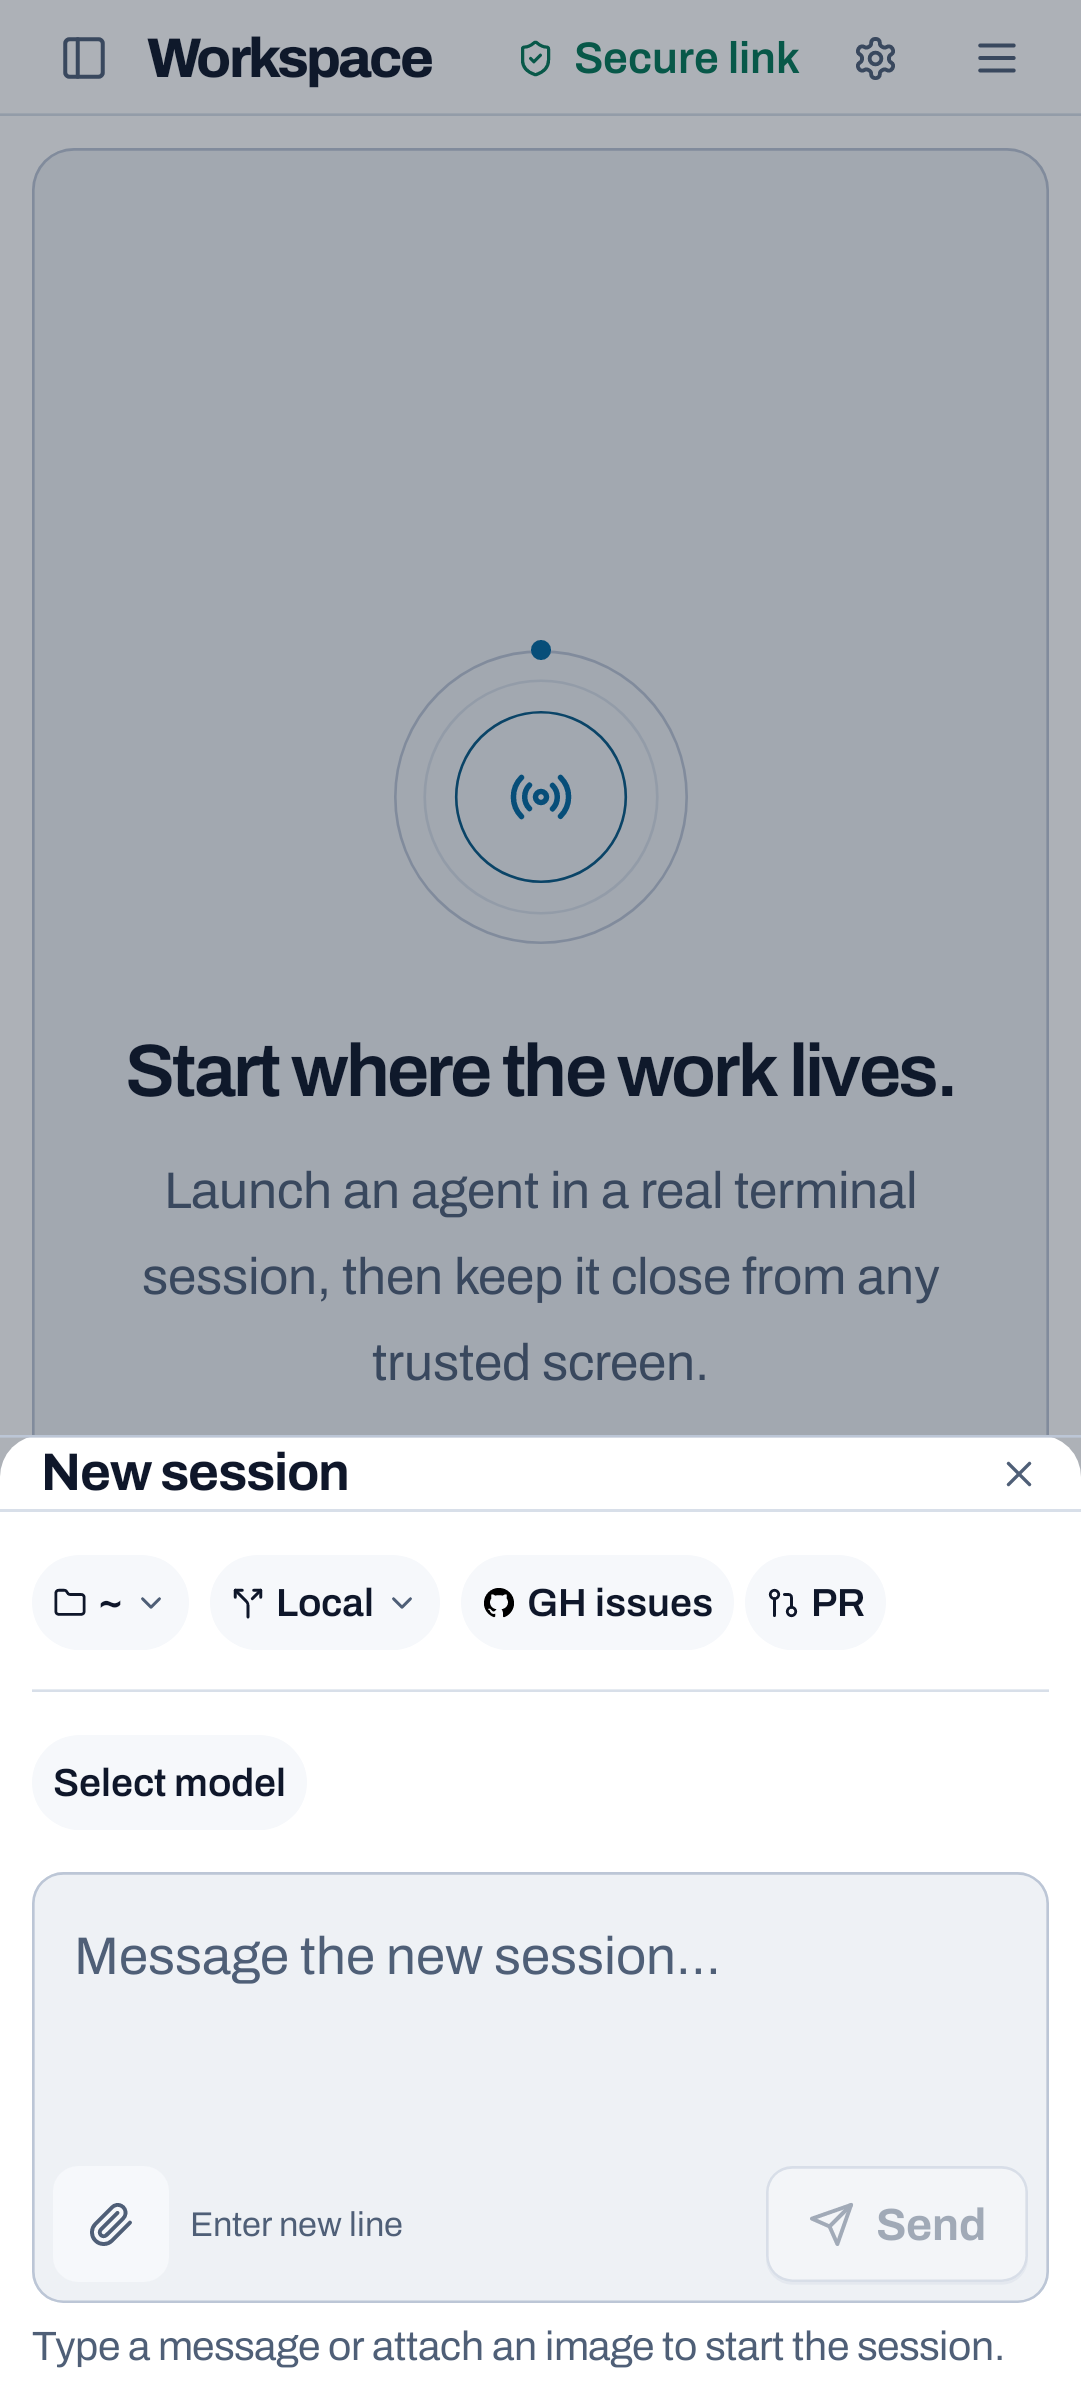 Workspace
Secure link
Start where the work lives.
Launch an agent in a real terminal
session, then keep it close from any
trusted screen.
New session
~
Local
GH issues
PR
Select model
Message the new session...
Enter new line
Send
Type a message or attach an image to start the session.